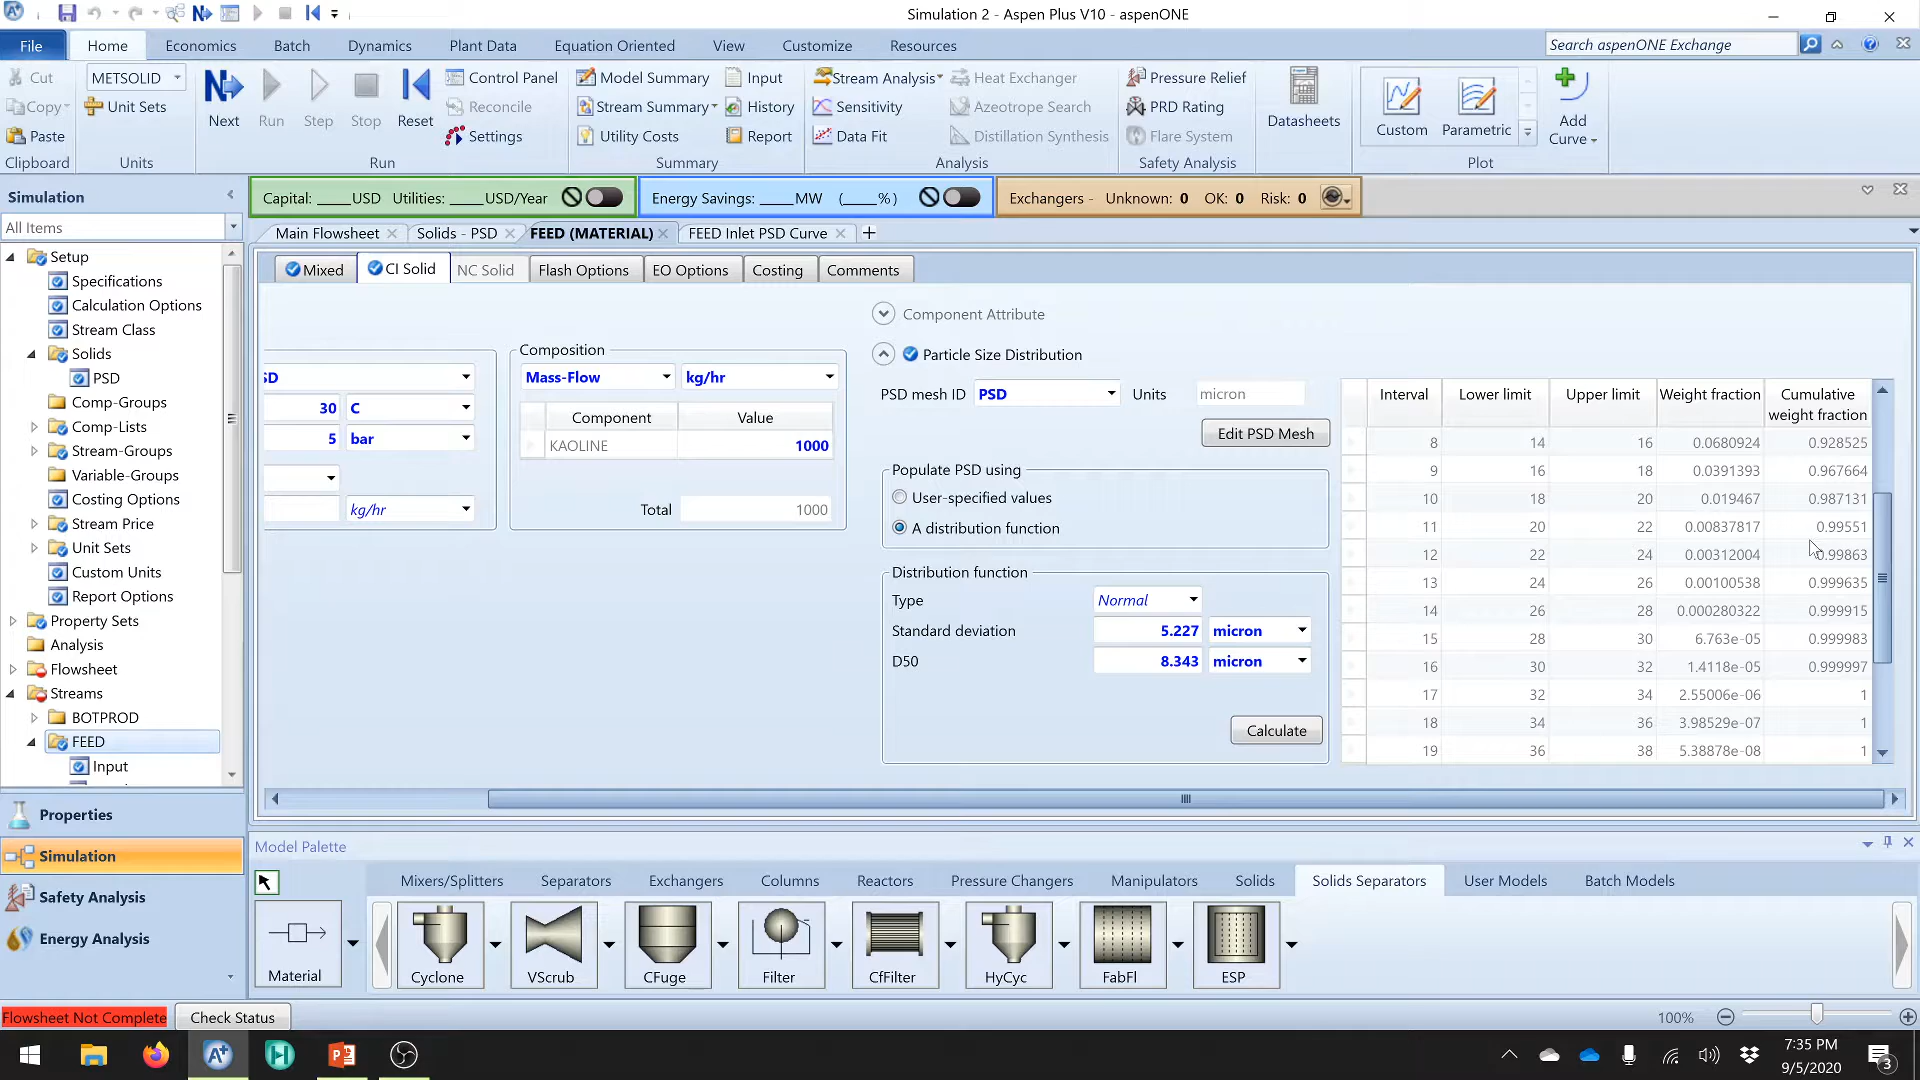 Simulation 2 - Aspen Plus V10 - aspenONE
File Home Economics Batch Dynamics Plant Data Equation Oriented View Customize Resources Search aspenONE Exchange
Cut METSOLID Control Panel Model Summary Input Stream Analysis Heat Exchanger Pressure Relief
Copy Unit Sets Next Run Step Stop Reset Reconcile Stream Summary History Sensitivity Azeotrope Search PRD Rating Datasheets Custom Parametric Add Curve
Paste Settings Utility Costs Report Data Fit Distillation Synthesis Flare System
Clipboard Units Run Summary Analysis Safety Analysis Plot
Simulation
Capital: _____USD Utilities: _____USD/Year Energy Savings: _____MW (____%) Exchangers - Unknown: 0 OK: 0 Risk: 0
All Items
Main Flowsheet Solids - PSD FEED (MATERIAL) FEED Inlet PSD Curve
Setup
Specifications
Calculation Options
Stream Class
Solids
PSD
Comp-Groups
Comp-Lists
Stream-Groups
Variable-Groups
Costing Options
Stream Price
Unit Sets
Custom Units
Report Options
Property Sets
Analysis
Flowsheet
Streams
BOTPROD
FEED
Input
Properties
Simulation
Safety Analysis
Energy Analysis
Mixed CI Solid NC Solid Flash Options EO Options Costing Comments
SD
30 C
5 bar
kg/hr
Composition
Mass-Flow kg/hr
Component Value
KAOLINE 1000
Total 1000
Component Attribute
Particle Size Distribution
PSD mesh ID PSD Units micron
Edit PSD Mesh
Populate PSD using
User-specified values
A distribution function
Distribution function
Type Normal
Standard deviation 5.227 micron
D50 8.343 micron
Calculate
Interval Lower limit Upper limit Weight fraction Cumulative weight fraction
8 14 16 0.0680924 0.928525
9 16 18 0.0391393 0.967664
10 18 20 0.019467 0.987131
11 20 22 0.00837817 0.99551
12 22 24 0.00312004 0.99863
13 24 26 0.00100538 0.999635
14 26 28 0.000280322 0.999915
15 28 30 6.763e-05 0.999983
16 30 32 1.4118e-05 0.999997
17 32 34 2.55006e-06 1
18 34 36 3.98529e-07 1
19 36 38 5.38878e-08 1
Model Palette
Mixers/Splitters Separators Exchangers Columns Reactors Pressure Changers Manipulators Solids Solids Separators User Models Batch Models
Material Cyclone VScrub CFuge Filter CfFilter HyCyc FabFl ESP
Flowsheet Not Complete Check Status 100%
7:35 PM
9/5/2020
3